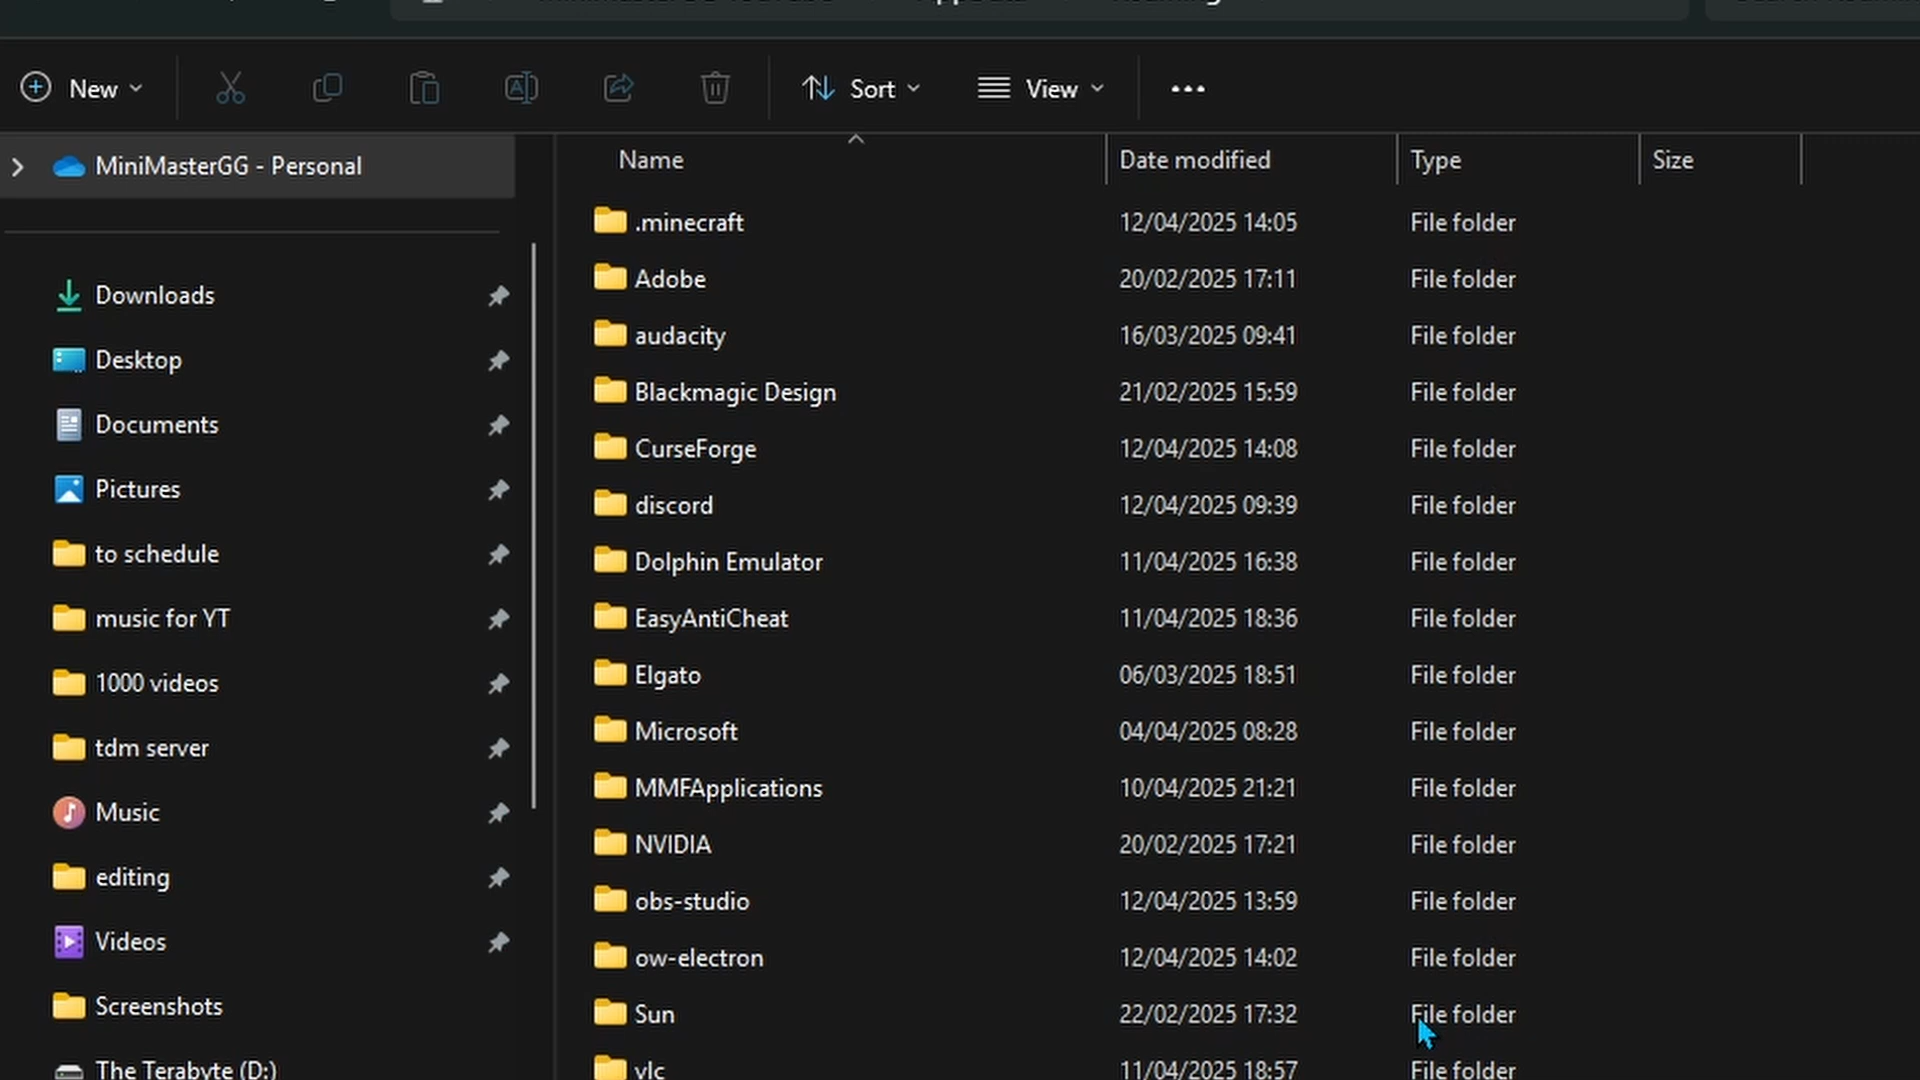 New
Sort
View
MiniMasterGG - Personal
Downloads
Desktop
Documents
Pictures
to schedule
music for YT
1000 videos
tdm server
Music
editing
Videos
Screenshots
The Terabyte (D:)
Name Date modified Type Size
.minecraft 12/04/2025 14:05 File folder
Adobe 20/02/2025 17:11 File folder
audacity 16/03/2025 09:41 File folder
Blackmagic Design 21/02/2025 15:59 File folder
CurseForge 12/04/2025 14:08 File folder
discord 12/04/2025 09:39 File folder
Dolphin Emulator 11/04/2025 16:38 File folder
EasyAntiCheat 11/04/2025 18:36 File folder
Elgato 06/03/2025 18:51 File folder
Microsoft 04/04/2025 08:28 File folder
MMFApplications 10/04/2025 21:21 File folder
NVIDIA 20/02/2025 17:21 File folder
obs-studio 12/04/2025 13:59 File folder
ow-electron 12/04/2025 14:02 File folder
Sun 22/02/2025 17:32 File folder
vlc 11/04/2025 18:57 File folder